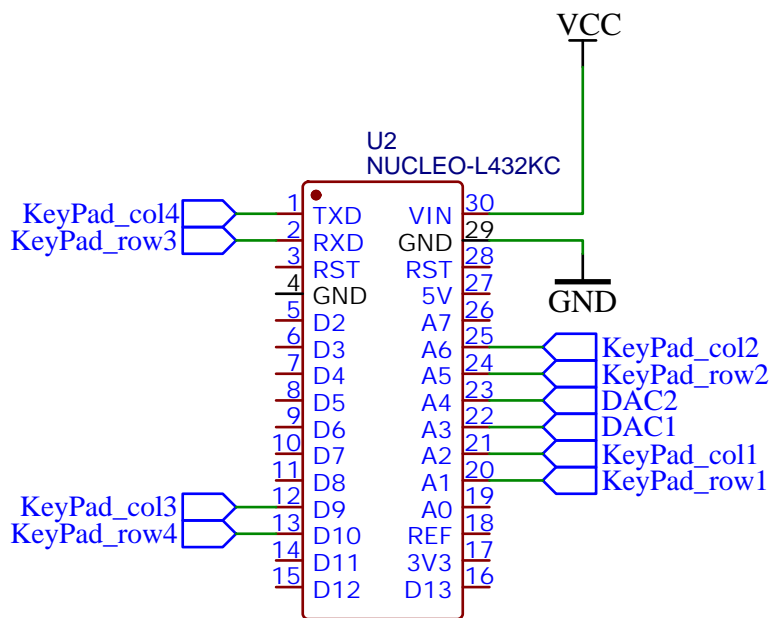 VCC
U2
NUCLEO-L432KC
KeyPad_col4 1 TXD VIN 30
KeyPad_row3 2 RXD GND 29
3 RST RST 28
4 GND 5V 27
GND
5 D2 A7 26
6 D3 A6 25 KeyPad_col2
7 D4 A5 24 KeyPad_row2
8 D5 A4 23 DAC2
9 D6 A3 22 DAC1
10 D7 A2 21 KeyPad_col1
11 D8 A1 20 KeyPad_row1
KeyPad_col3 12 D9 A0 19
KeyPad_row4 13 D10 REF 18
14 D11 3V3 17
15 D12 D13 16